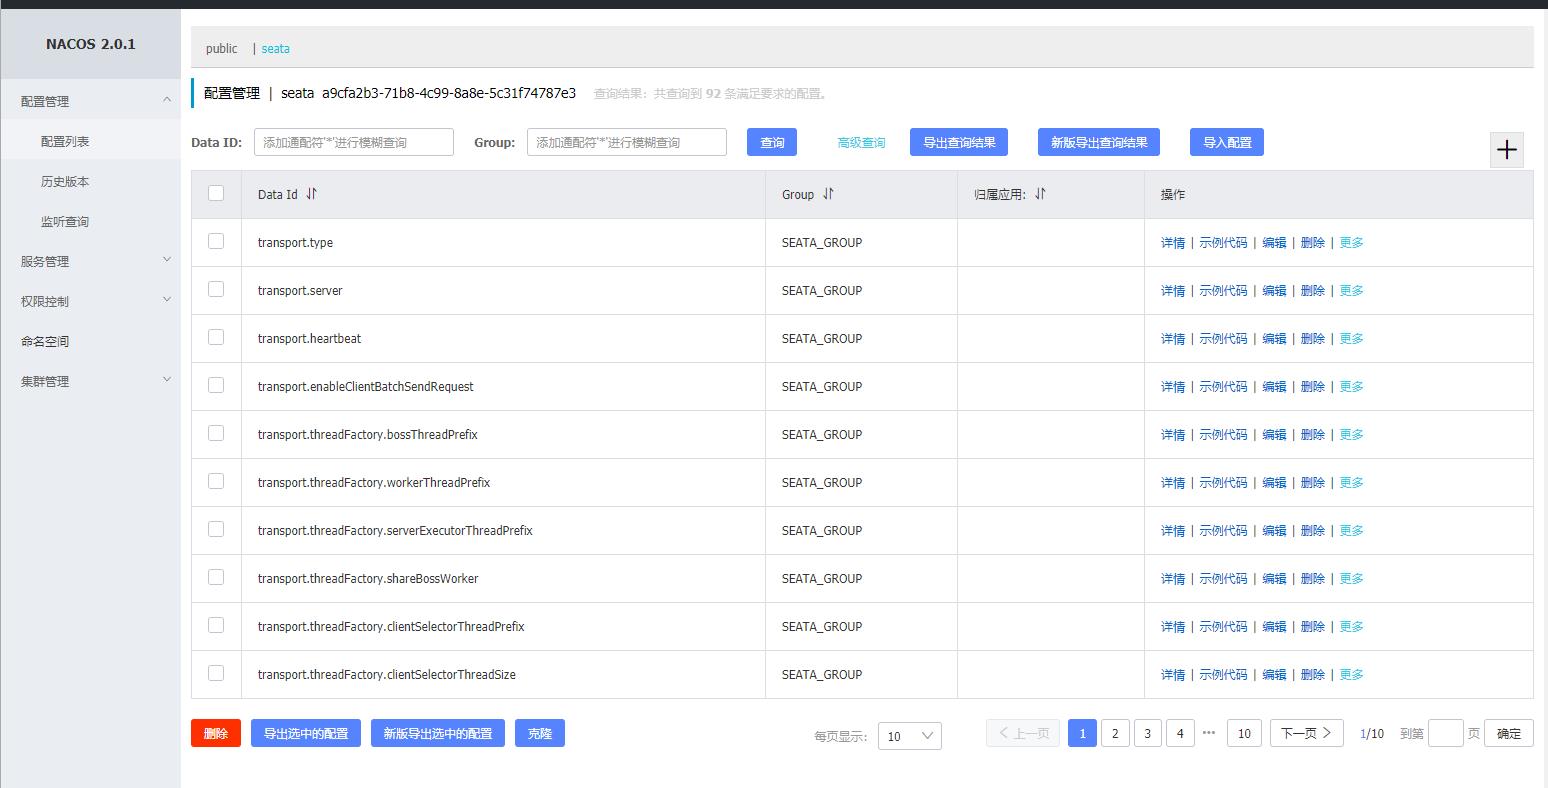 NACOS 2.0.1
配置管理
配置列表
历史版本
监听查询
服务管理
权限控制
命名空间
集群管理
public | seata
配置管理 | seata a9cfa2b3-71b8-4c99-8a8e-5c31f74787e3 查询结果：共查询到 92 条满足要求的配置。
Data ID: 添加通配符'*'进行模糊查询 Group: 添加通配符'*'进行模糊查询 查询 高级查询 导出查询结果 新版导出查询结果 导入配置 +
Data Id Group 归属应用: 操作
transport.type SEATA_GROUP 详情 | 示例代码 | 编辑 | 删除 | 更多
transport.server SEATA_GROUP 详情 | 示例代码 | 编辑 | 删除 | 更多
transport.heartbeat SEATA_GROUP 详情 | 示例代码 | 编辑 | 删除 | 更多
transport.enableClientBatchSendRequest SEATA_GROUP 详情 | 示例代码 | 编辑 | 删除 | 更多
transport.threadFactory.bossThreadPrefix SEATA_GROUP 详情 | 示例代码 | 编辑 | 删除 | 更多
transport.threadFactory.workerThreadPrefix SEATA_GROUP 详情 | 示例代码 | 编辑 | 删除 | 更多
transport.threadFactory.serverExecutorThreadPrefix SEATA_GROUP 详情 | 示例代码 | 编辑 | 删除 | 更多
transport.threadFactory.shareBossWorker SEATA_GROUP 详情 | 示例代码 | 编辑 | 删除 | 更多
transport.threadFactory.clientSelectorThreadPrefix SEATA_GROUP 详情 | 示例代码 | 编辑 | 删除 | 更多
transport.threadFactory.clientSelectorThreadSize SEATA_GROUP 详情 | 示例代码 | 编辑 | 删除 | 更多
删除 导出选中的配置 新版导出选中的配置 克隆 每页显示: 10 上一页 1 2 3 4 ··· 10 下一页 1/10 到第 页 确定